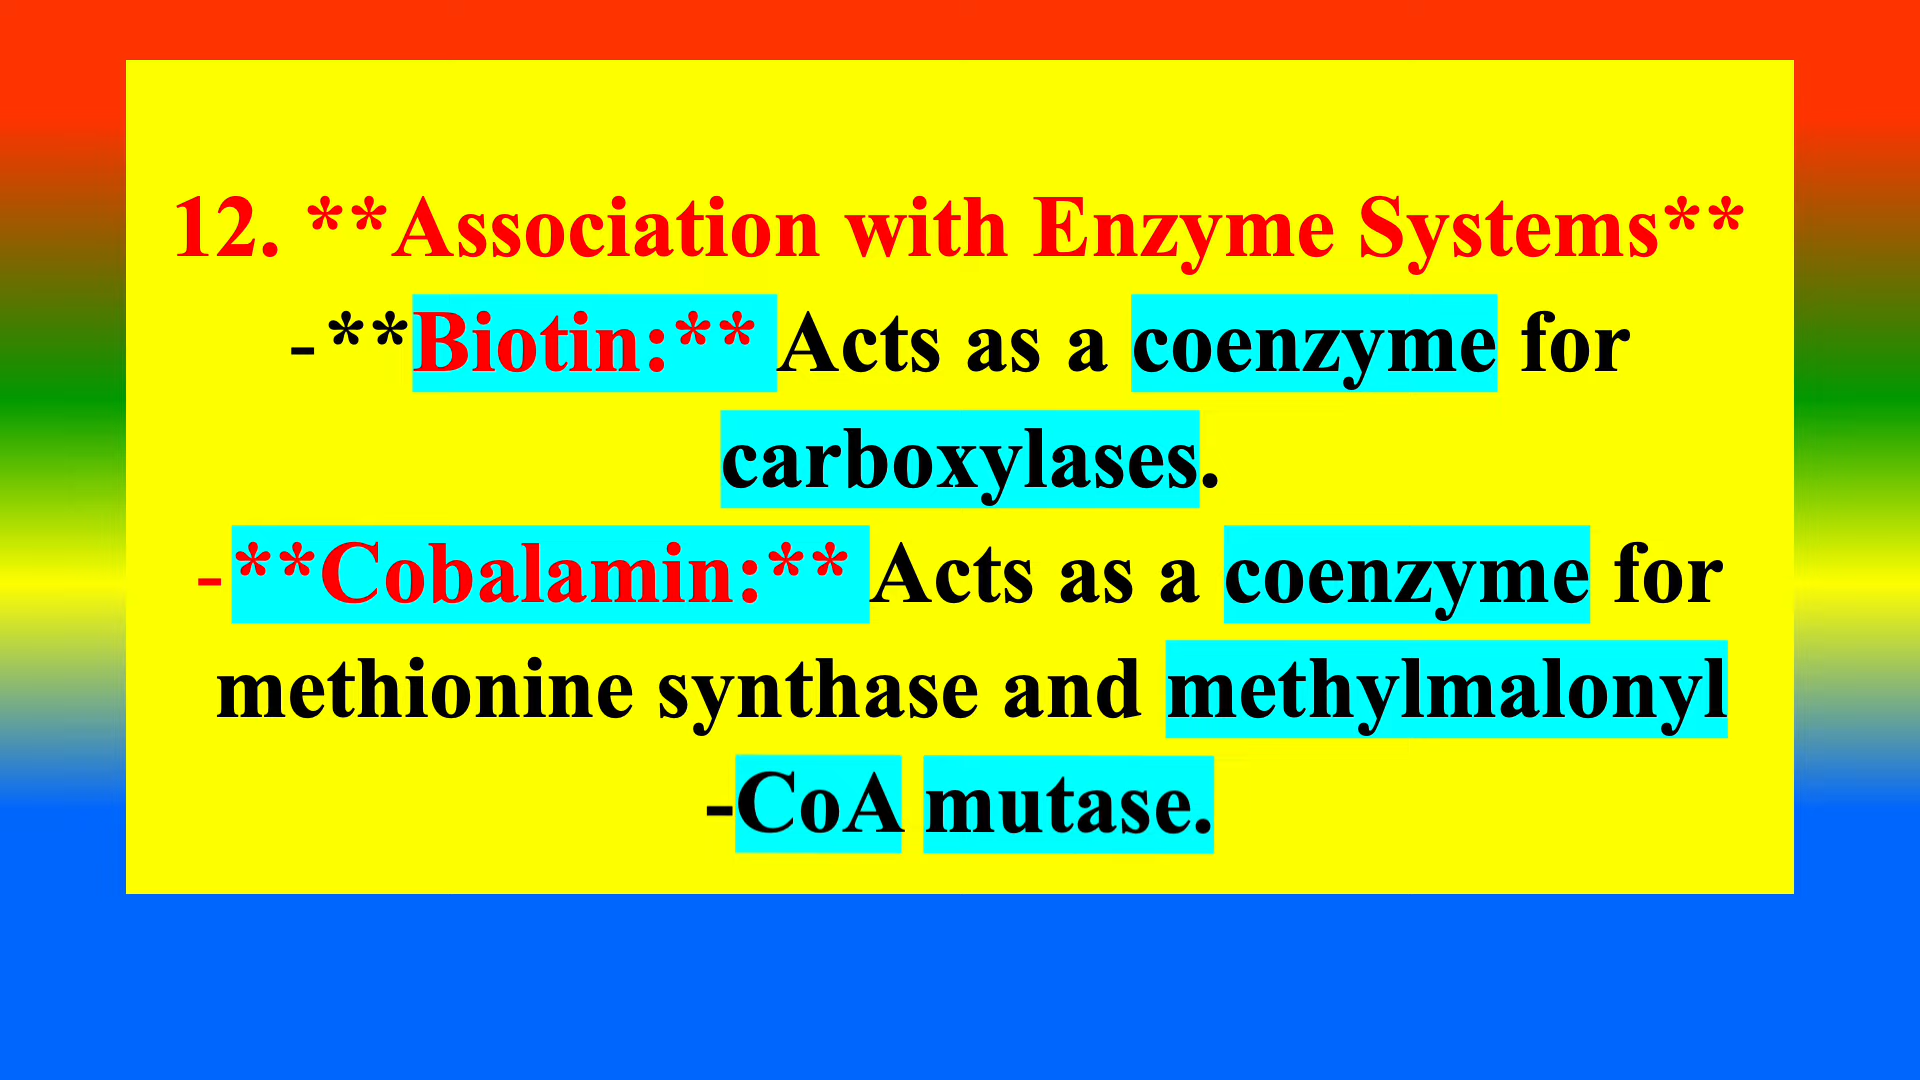 12. **Association with Enzyme Systems**
-**Biotin:** Acts as a coenzyme for
carboxylases.
-**Cobalamin:** Acts as a coenzyme for
methionine synthase and methylmalonyl
-CoA mutase.